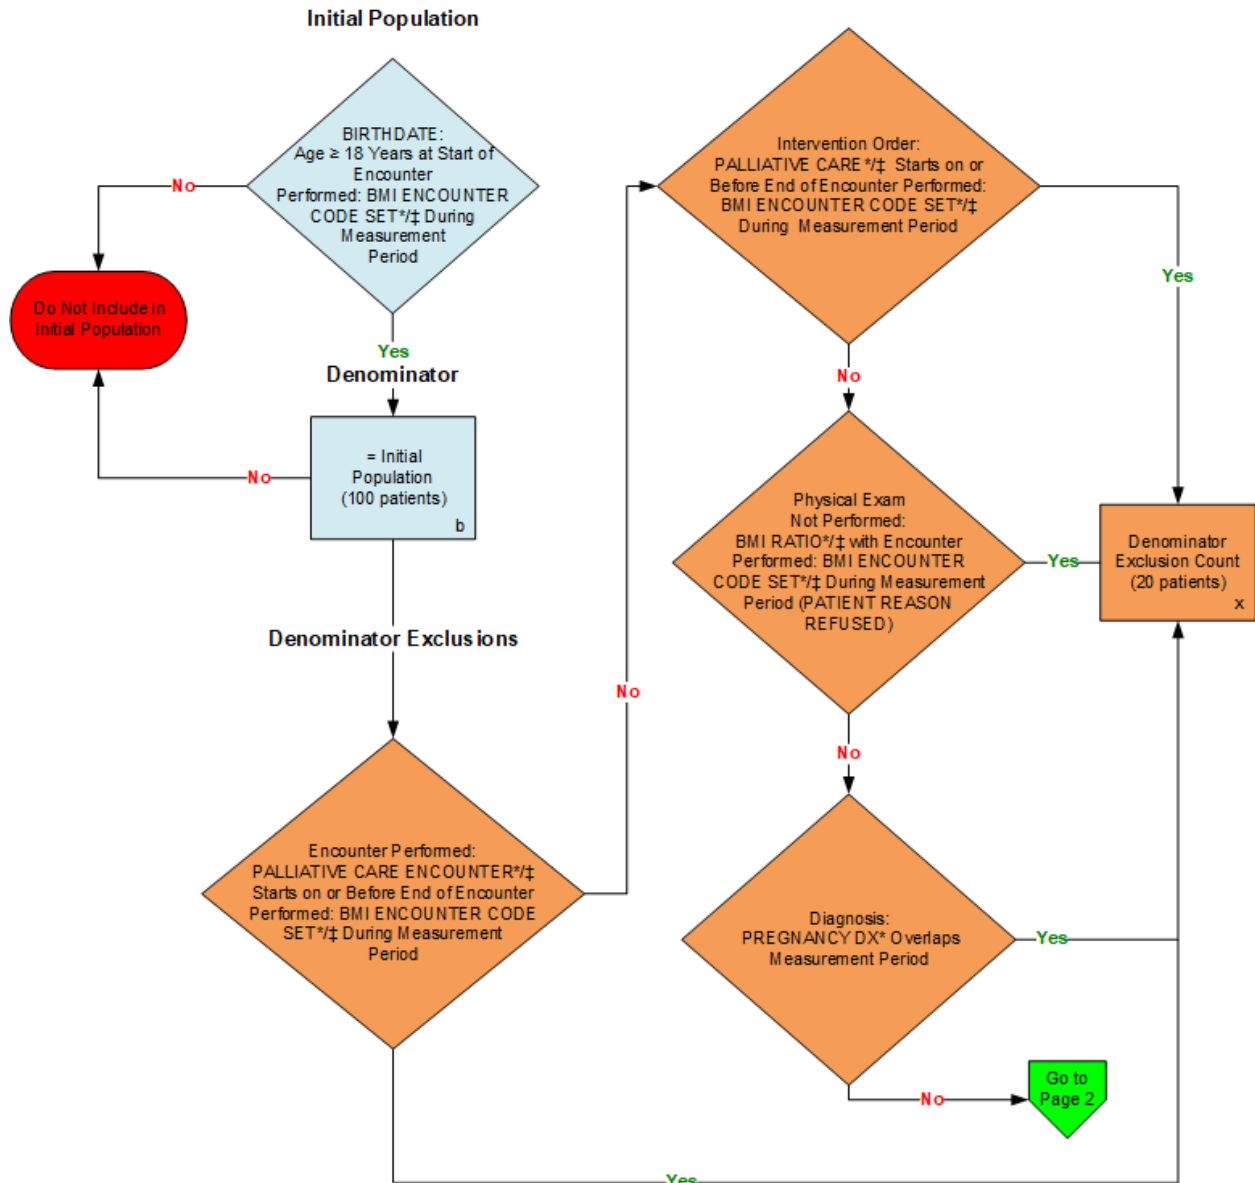 Initial Population
BIRTHDATE:
Age ≥ 18 Years at Start of
Encounter
Performed: BMI ENCOUNTER
CODE SET*/‡ During
Measurement
Period
No
Do Not Include in
Initial Population
Yes
Denominator
= Initial
Population
(100 patients)
b
No
Denominator Exclusions
Encounter Performed:
PALLIATIVE CARE ENCOUNTER*/‡
Starts on or Before End of Encounter
Performed: BMI ENCOUNTER CODE
SET*/‡ During Measurement
Period
No
Yes
Intervention Order:
PALLIATIVE CARE*/‡ Starts on or
Before End of Encounter Performed:
BMI ENCOUNTER CODE SET*/‡
During Measurement Period
Yes
No
Physical Exam
Not Performed:
BMI RATIO*/‡ with Encounter
Performed: BMI ENCOUNTER
CODE SET*/‡ During Measurement
Period (PATIENT REASON
REFUSED)
Yes
Denominator
Exclusion Count
(20 patients)
x
No
Diagnosis:
PREGNANCY DX* Overlaps
Measurement Period
Yes
No
Go to
Page 2